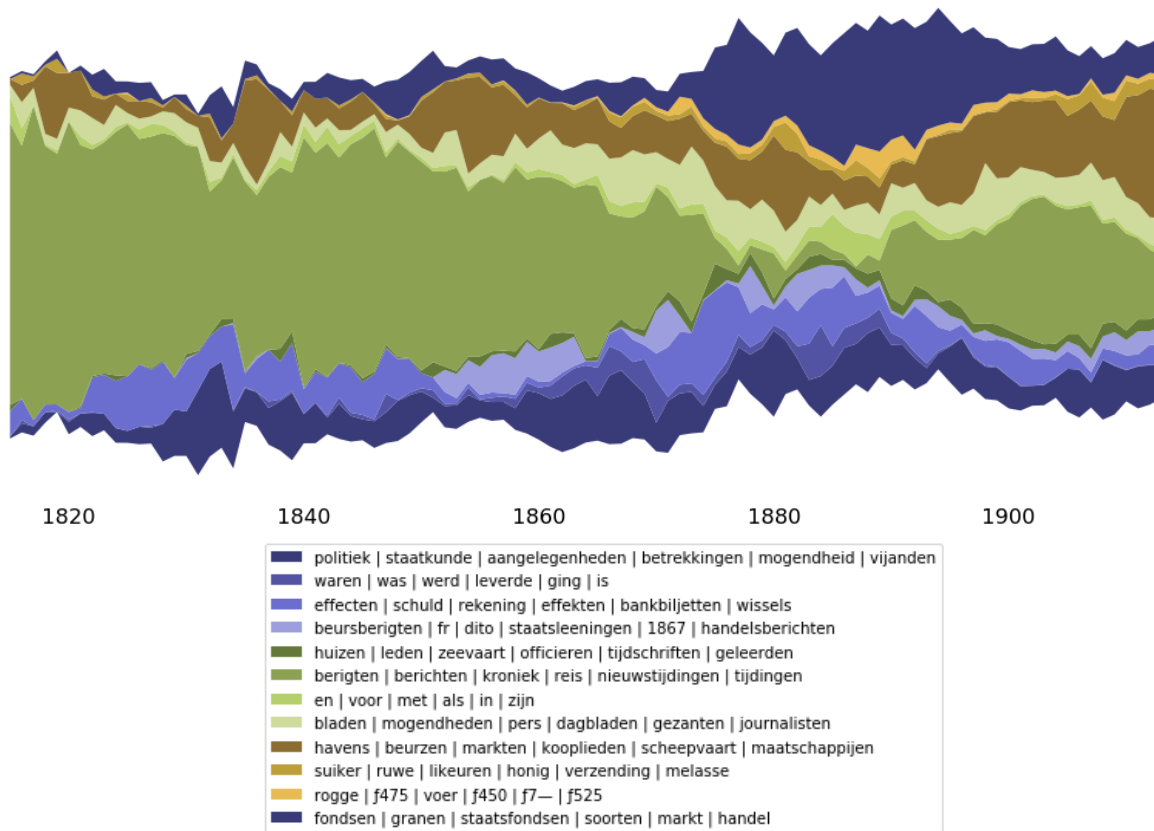 1820 1840 1860 1880 1900
politiek | staatkunde | aangelegenheden | betrekkingen | mogendheid | vijanden
waren | was | werd | leverde | ging | is
effecten | schuld | rekening | effekten | bankbiljetten | wissels
beursberigten | fr | dito | staatsleeningen | 1867 | handelsberichten
huizen | leden | zeevaart | officieren | tijdschriften | geleerden
berigten | berichten | kroniek | reis | nieuwstijdingen | tijdingen
en | voor | met | als | in | zijn
bladen | mogendheden | pers | dagbladen | gezanten | journalisten
havens | beurzen | markten | kooplieden | scheepvaart | maatschappijen
suiker | ruwe | likeuren | honig | verzending | melasse
rogge | ƒ475 | voer | ƒ450 | ƒ7— | ƒ525
fondsen | granen | staatsfondsen | soorten | markt | handel